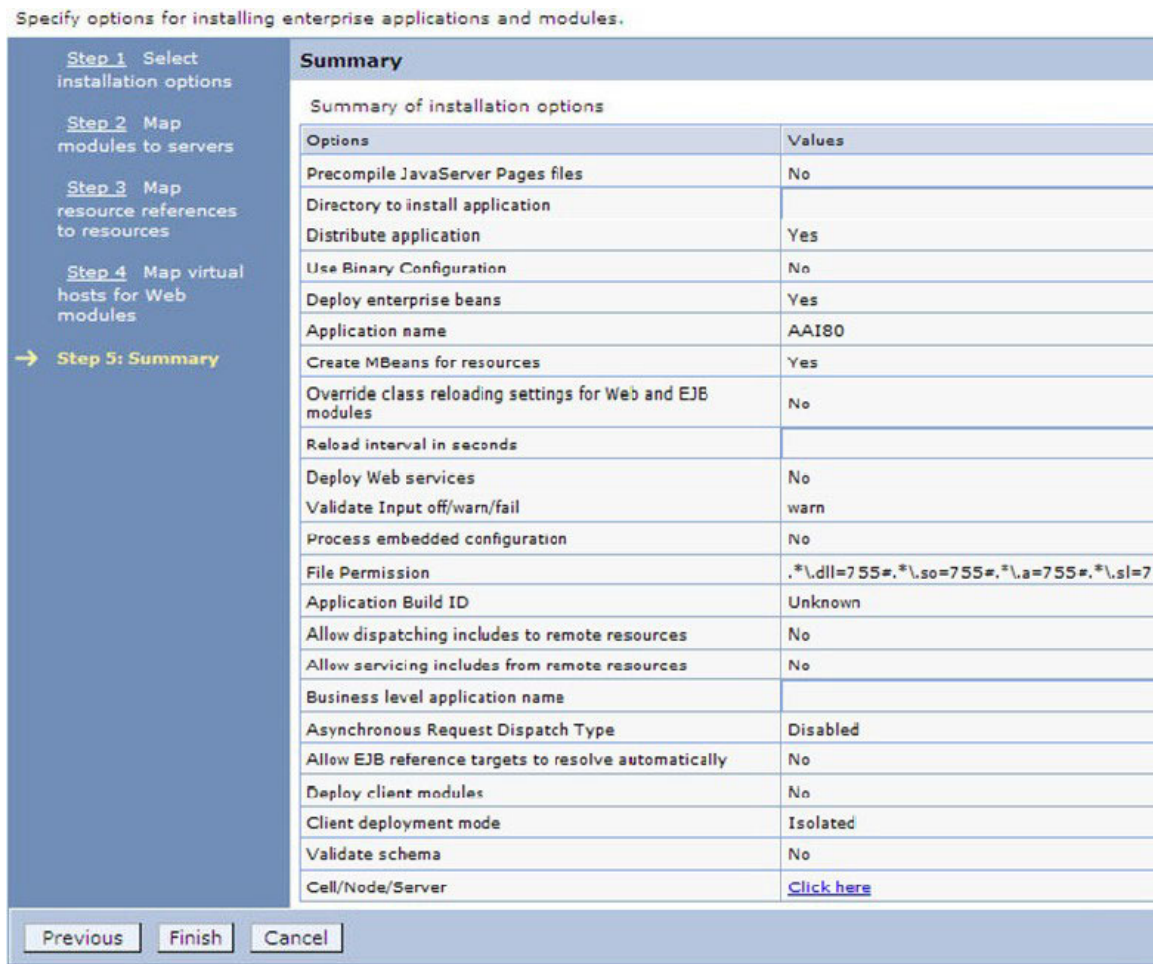 Specify options for installing enterprise applications and modules.
Step 1 Select
installation options
Step 2 Map
modules to servers
Step 3 Map
resource references
to resources
Step 4 Map virtual
hosts for Web
modules
→ Step 5: Summary
Summary
Summary of installation options
Options Values
Precompile JavaServer Pages files No
Directory to install application
Distribute application Yes
Use Binary Configuration No
Deploy enterprise beans Yes
Application name AAI80
Create MBeans for resources Yes
Override class reloading settings for Web and EJB
modules No
Reload interval in seconds
Deploy Web services No
Validate Input off/warn/fail warn
Process embedded configuration No
File Permission .*\.dll=755#.*\.so=755#.*\.a=755#.*\.sl=7
Application Build ID Unknown
Allow dispatching includes to remote resources No
Allow servicing includes from remote resources No
Business level application name
Asynchronous Request Dispatch Type Disabled
Allow EJB reference targets to resolve automatically No
Deploy client modules No
Client deployment mode Isolated
Validate schema No
Cell/Node/Server Click here
Previous Finish Cancel